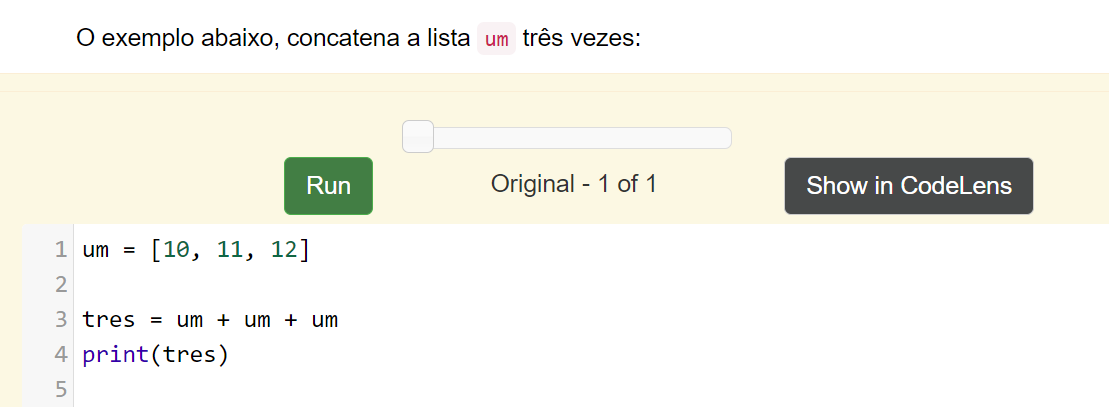 O exemplo abaixo, concatena a lista um três vezes:
Run
Original - 1 of 1
Show in CodeLens
1 um = [10, 11, 12]
2
3 tres = um + um + um
4 print(tres)
5